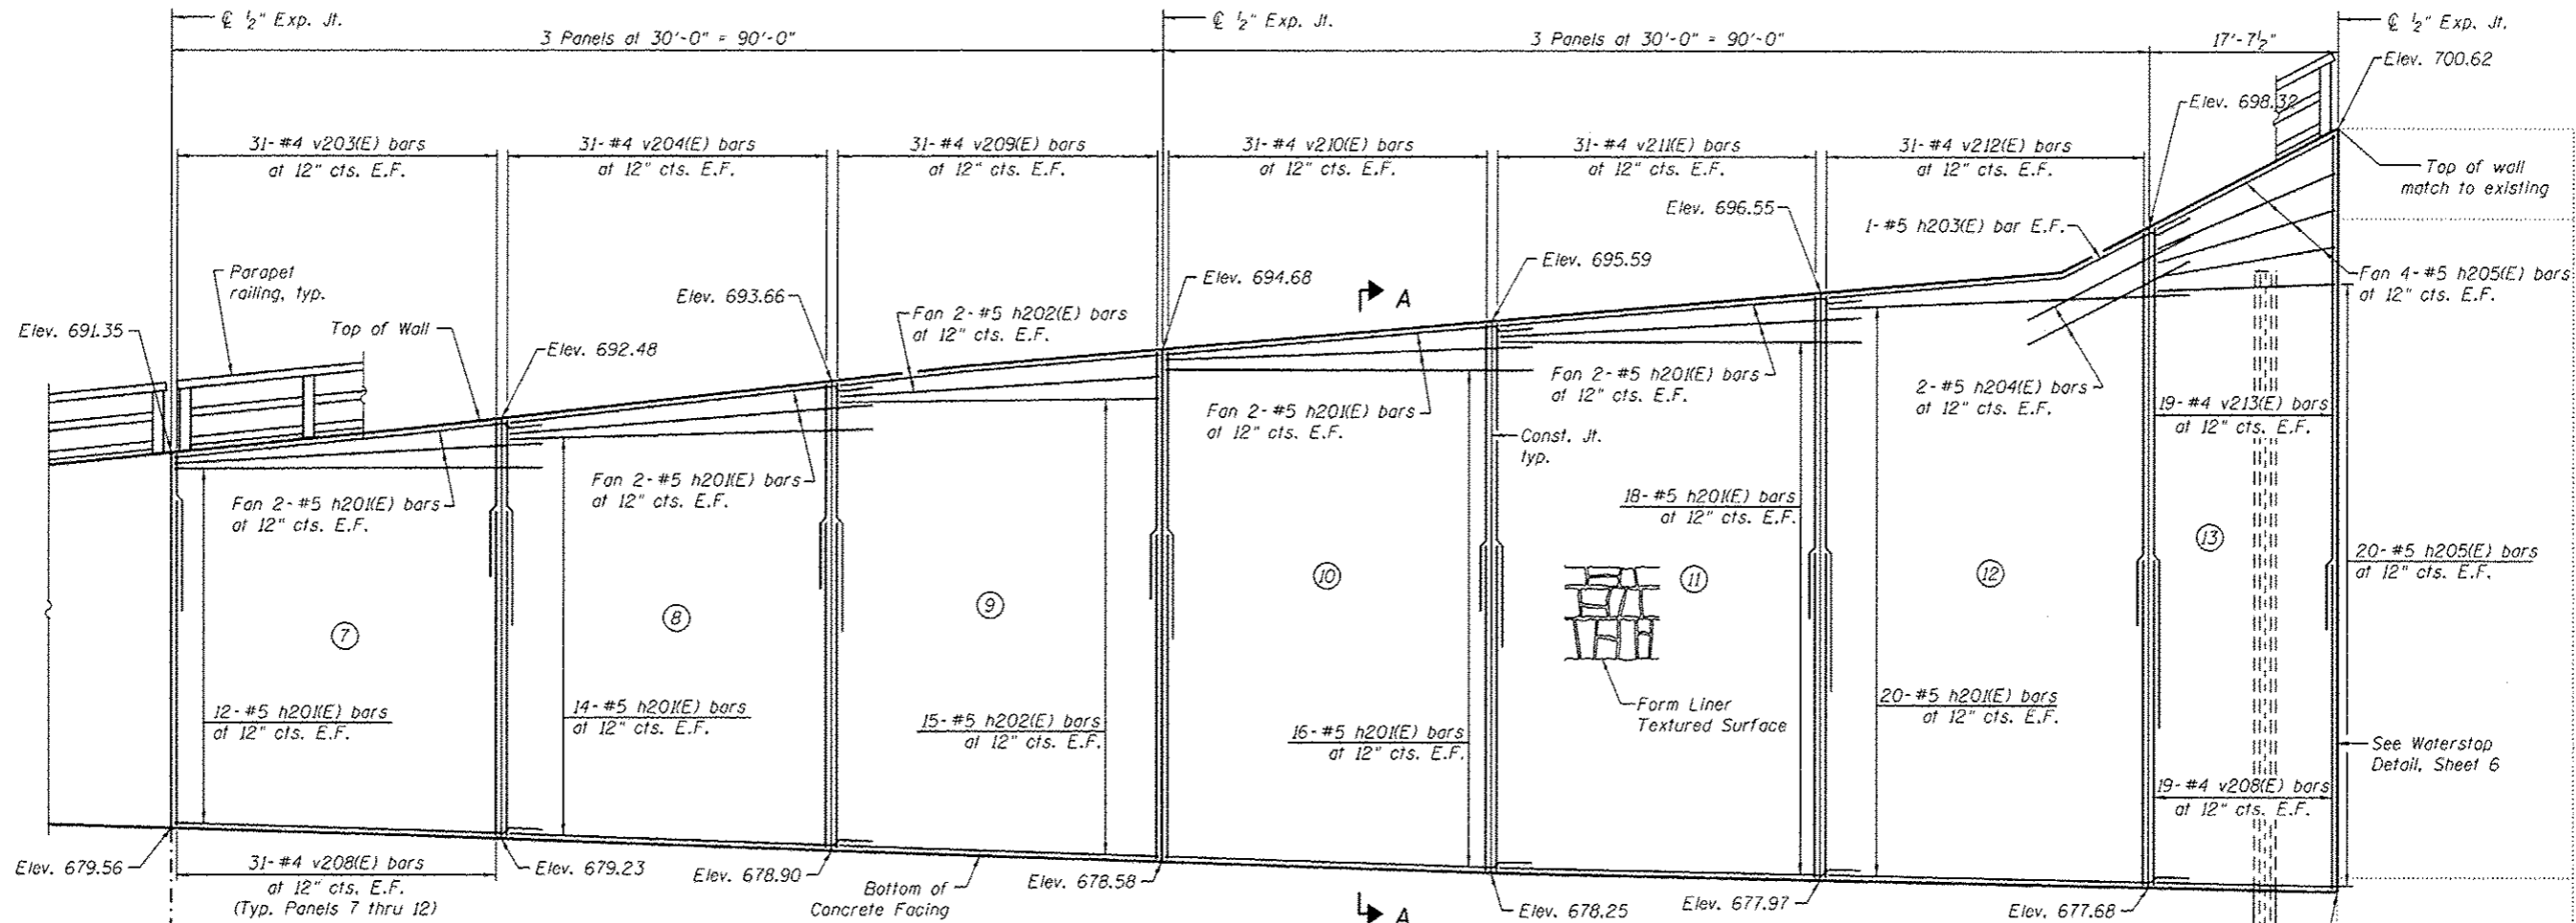 ℄ ½" Exp. Jt.
℄ ½" Exp. Jt.
℄ ½" Exp. Jt.
3 Panels at 30'-0" = 90'-0"
3 Panels at 30'-0" = 90'-0"
17'-7½"
Elev. 700.62
Elev. 698.32
31-#4 v203(E) bars
at 12" cts. E.F.
31-#4 v204(E) bars
at 12" cts. E.F.
31-#4 v209(E) bars
at 12" cts. E.F.
31-#4 v210(E) bars
at 12" cts. E.F.
31-#4 v211(E) bars
at 12" cts. E.F.
31-#4 v212(E) bars
at 12" cts. E.F.
Top of wall
match to existing
Elev. 696.55
1-#5 h203(E) bar E.F.
Parapet
railing, typ.
Elev. 694.68
Elev. 695.59
A
Fan 4-#5 h205(E) bars
at 12" cts. E.F.
Elev. 693.66
Fan 2-#5 h202(E) bars
at 12" cts. E.F.
Elev. 691.35
Top of Wall
Elev. 692.48
Fan 2-#5 h201(E) bars
at 12" cts. E.F.
2-#5 h204(E) bars
at 12" cts. E.F.
19-#4 v213(E) bars
at 12" cts. E.F.
Fan 2-#5 h201(E) bars
at 12" cts. E.F.
Const. Jt.
typ.
Fan 2-#5 h201(E) bars
at 12" cts. E.F.
Fan 2-#5 h201(E) bars
at 12" cts. E.F.
18-#5 h201(E) bars
at 12" cts. E.F.
20-#5 h205(E) bars
at 12" cts. E.F.
7
8
9
10
11
12
13
12-#5 h201(E) bars
at 12" cts. E.F.
14-#5 h201(E) bars
at 12" cts. E.F.
15-#5 h202(E) bars
at 12" cts. E.F.
16-#5 h201(E) bars
at 12" cts. E.F.
Form Liner
Textured Surface
20-#5 h201(E) bars
at 12" cts. E.F.
See Waterstop
Detail, Sheet 6
19-#4 v208(E) bars
at 12" cts. E.F.
Elev. 679.56
31-#4 v208(E) bars
at 12" cts. E.F.
(Typ. Panels 7 thru 12)
Elev. 679.23
Elev. 678.90
Bottom of
Concrete Facing
Elev. 678.58
A
Elev. 678.25
Elev. 677.97
Elev. 677.68